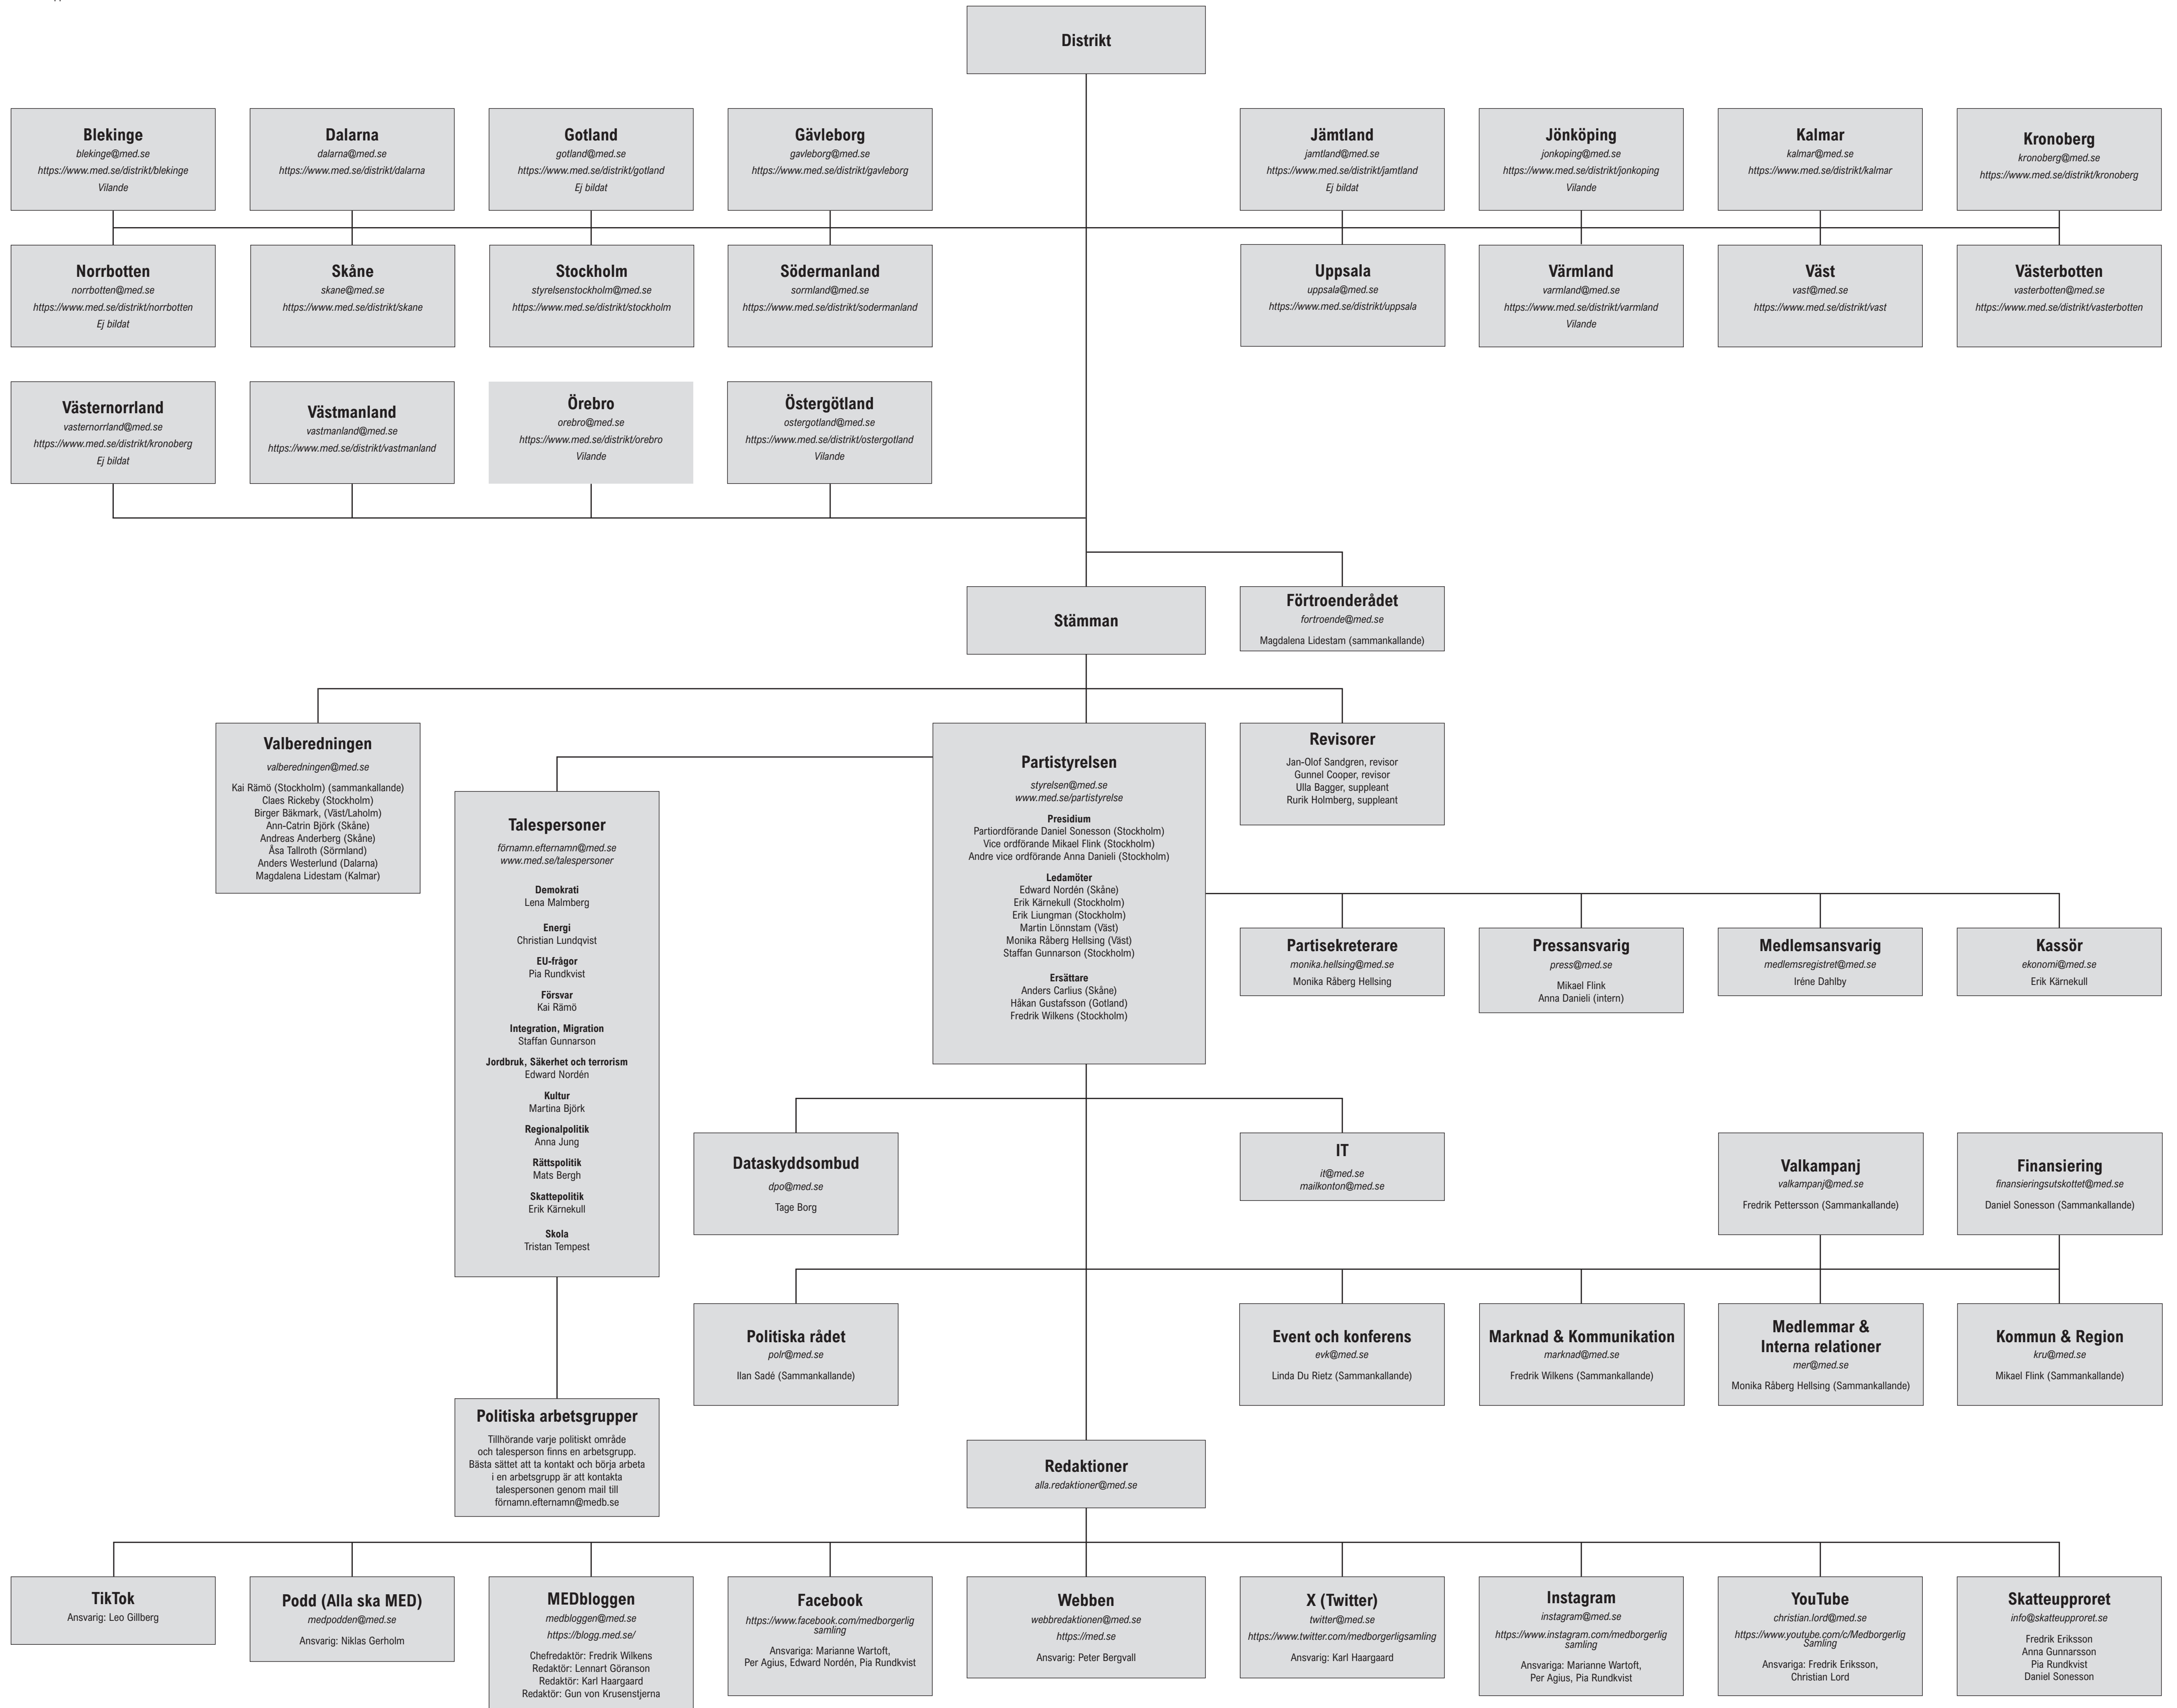 Distrikt
Blekinge
blekinge@med.se
https://www.med.se/distrikt/blekinge
Vilande
Dalarna
dalarna@med.se
https://www.med.se/distrikt/dalarna
Gotland
gotland@med.se
https://www.med.se/distrikt/gotland
Ej bildat
Gävleborg
gavleborg@med.se
https://www.med.se/distrikt/gavleborg
Jämtland
jamtland@med.se
https://www.med.se/distrikt/jamtland
Ej bildat
Jönköping
jonkoping@med.se
https://www.med.se/distrikt/jonkoping
Vilande
Kalmar
kalmar@med.se
https://www.med.se/distrikt/kalmar
Kronoberg
kronoberg@med.se
https://www.med.se/distrikt/kronoberg
Norrbotten
norrbotten@med.se
https://www.med.se/distrikt/norrbotten
Ej bildat
Skåne
skane@med.se
https://www.med.se/distrikt/skane
Stockholm
styrelsenstockholm@med.se
https://www.med.se/distrikt/stockholm
Södermanland
sormland@med.se
https://www.med.se/distrikt/sodermanland
Uppsala
uppsala@med.se
https://www.med.se/distrikt/uppsala
Värmland
varmland@med.se
https://www.med.se/distrikt/varmland
Vilande
Väst
vast@med.se
https://www.med.se/distrikt/vast
Västerbotten
vasterbotten@med.se
https://www.med.se/distrikt/vasterbotten
Västernorrland
vasternorrland@med.se
https://www.med.se/distrikt/kronoberg
Ej bildat
Västmanland
vastmanland@med.se
https://www.med.se/distrikt/vastmanland
Örebro
orebro@med.se
https://www.med.se/distrikt/orebro
Vilande
Östergötland
ostergotland@med.se
https://www.med.se/distrikt/ostergotland
Vilande
Stämman
Förtroenderådet
fortroende@med.se
Magdalena Lidestam (sammankallande)
Valberedningen
valberedningen@med.se
Kai Rämö (Stockholm) (sammankallande)
Claes Rickeby (Stockholm)
Birger Bäkmark, (Väst/Laholm)
Ann-Catrin Björk (Skåne)
Andreas Anderberg (Skåne)
Åsa Tallroth (Sörmland)
Anders Westerlund (Dalarna)
Magdalena Lidestam (Kalmar)
Talespersoner
förnamn.efternamn@med.se
www.med.se/talespersoner
Demokrati
Lena Malmberg
Energi
Christian Lundqvist
EU-frågor
Pia Rundkvist
Försvar
Kai Rämö
Integration, Migration
Staffan Gunnarson
Jordbruk, Säkerhet och terrorism
Edward Nordén
Kultur
Martina Björk
Regionalpolitik
Anna Jung
Rättspolitik
Mats Bergh
Skattepolitik
Erik Kärnekull
Skola
Tristan Tempest
Partistyrelsen
styrelsen@med.se
www.med.se/partistyrelse
Presidium
Partiordförande Daniel Sonesson (Stockholm)
Vice ordförande Mikael Flink (Stockholm)
Andre vice ordförande Anna Danieli (Stockholm)
Ledamöter
Edward Nordén (Skåne)
Erik Kärnekull (Stockholm)
Erik Liungman (Stockholm)
Martin Lönnstam (Väst)
Monika Råberg Hellsing (Väst)
Staffan Gunnarson (Stockholm)
Ersättare
Anders Carlius (Skåne)
Håkan Gustafsson (Gotland)
Fredrik Wilkens (Stockholm)
Revisorer
Jan-Olof Sandgren, revisor
Gunnel Cooper, revisor
Ulla Bagger, suppleant
Rurik Holmberg, suppleant
Partisekreterare
monika.hellsing@med.se
Monika Råberg Hellsing
Pressansvarig
press@med.se
Mikael Flink
Anna Danieli (intern)
Medlemsansvarig
medlemsregistret@med.se
Iréne Dahlby
Kassör
ekonomi@med.se
Erik Kärnekull
Dataskyddsombud
dpo@med.se
Tage Borg
IT
it@med.se
mailkonton@med.se
Valkampanj
valkampanj@med.se
Fredrik Pettersson (Sammankallande)
Finansiering
finansieringsutskottet@med.se
Daniel Sonesson (Sammankallande)
Politiska rådet
polr@med.se
Ilan Sadé (Sammankallande)
Event och konferens
evk@med.se
Linda Du Rietz (Sammankallande)
Marknad & Kommunikation
marknad@med.se
Fredrik Wilkens (Sammankallande)
Medlemmar &
Interna relationer
mer@med.se
Monika Råberg Hellsing (Sammankallande)
Kommun & Region
kru@med.se
Mikael Flink (Sammankallande)
Politiska arbetsgrupper
Tillhörande varje politiskt område
och talesperson finns en arbetsgrupp.
Bästa sättet att ta kontakt och börja arbeta
i en arbetsgrupp är att kontakta
talespersonen genom mail till
förnamn.efternamn@medb.se
Redaktioner
alla.redaktioner@med.se
TikTok
Ansvarig: Leo Gillberg
Podd (Alla ska MED)
medpodden@med.se
Ansvarig: Niklas Gerholm
MEDbloggen
medbloggen@med.se
https://blogg.med.se/
Chefredaktör: Fredrik Wilkens
Redaktör: Lennart Göranson
Redaktör: Karl Haargaard
Redaktör: Gun von Krusenstjerna
Facebook
https://www.facebook.com/medborgerlig
samling
Ansvariga: Marianne Wartoft,
Per Agius, Edward Nordén, Pia Rundkvist
Webben
webbredaktionen@med.se
https://med.se
Ansvarig: Peter Bergvall
X (Twitter)
twitter@med.se
https://www.twitter.com/medborgerligsamling
Ansvarig: Karl Haargaard
Instagram
instagram@med.se
https://www.instagram.com/medborgerlig
samling
Ansvariga: Marianne Wartoft,
Per Agius, Pia Rundkvist
YouTube
christian.lord@med.se
https://www.youtube.com/c/Medborgerlig
Samling
Ansvariga: Fredrik Eriksson,
Christian Lord
Skatteupproret
info@skatteupproret.se
Fredrik Eriksson
Anna Gunnarsson
Pia Rundkvist
Daniel Sonesson